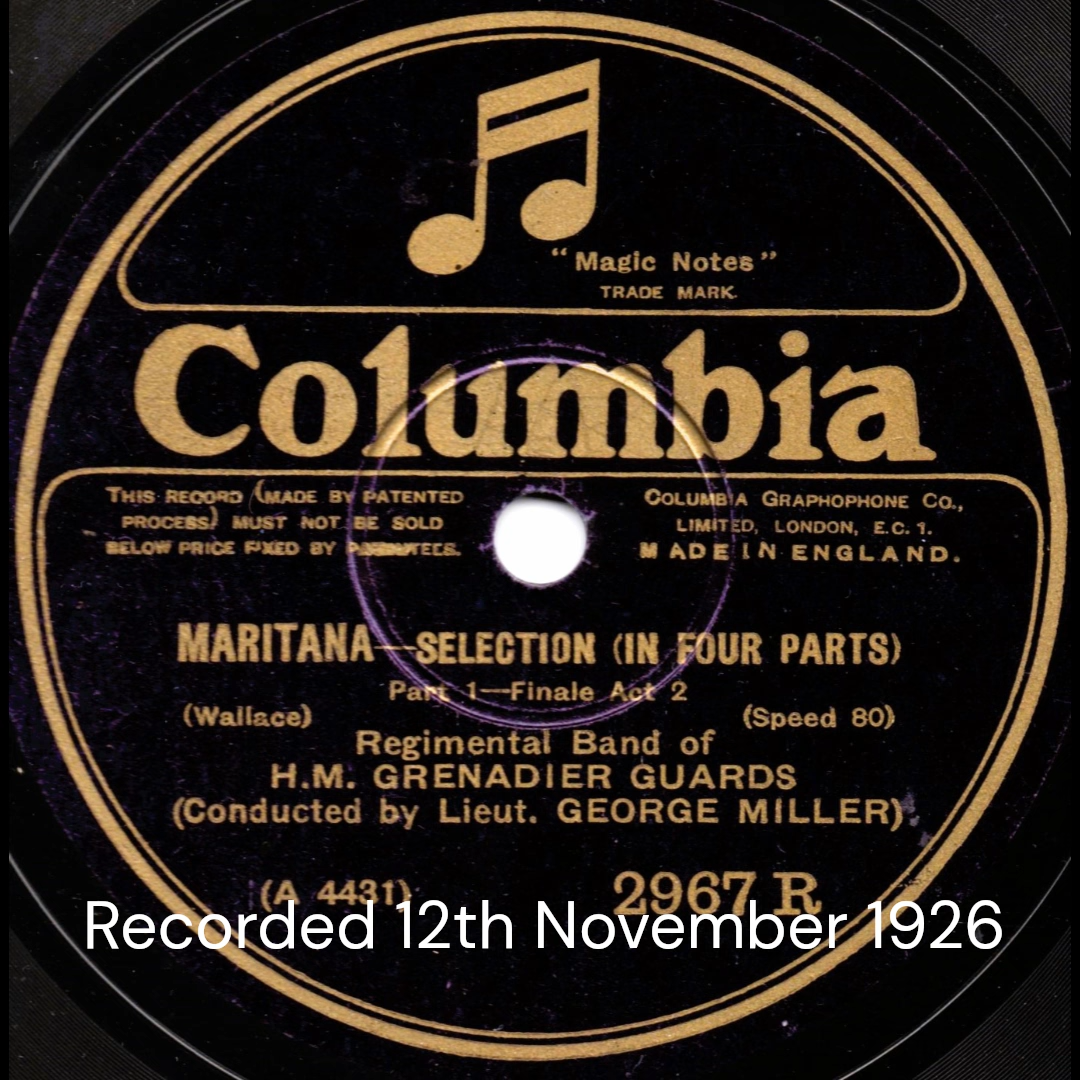 “Magic Notes”
TRADE MARK.
Columbia
THIS RECORD (MADE BY PATENTED
PROCESS) MUST NOT BE SOLD
BELOW PRICE FIXED BY
COLUMBIA GRAPHOPHONE CO.,
LIMITED, LONDON, E.C.1.
MADE IN ENGLAND.
MARITANA—SELECTION (IN FOUR PARTS)
Part 1—Finale Act 2
(Wallace) (Speed 80)
Regimental Band of
H.M. GRENADIER GUARDS
(Conducted by Lieut. GEORGE MILLER)
(A 4431) 2967 R
Recorded 12th November 1926